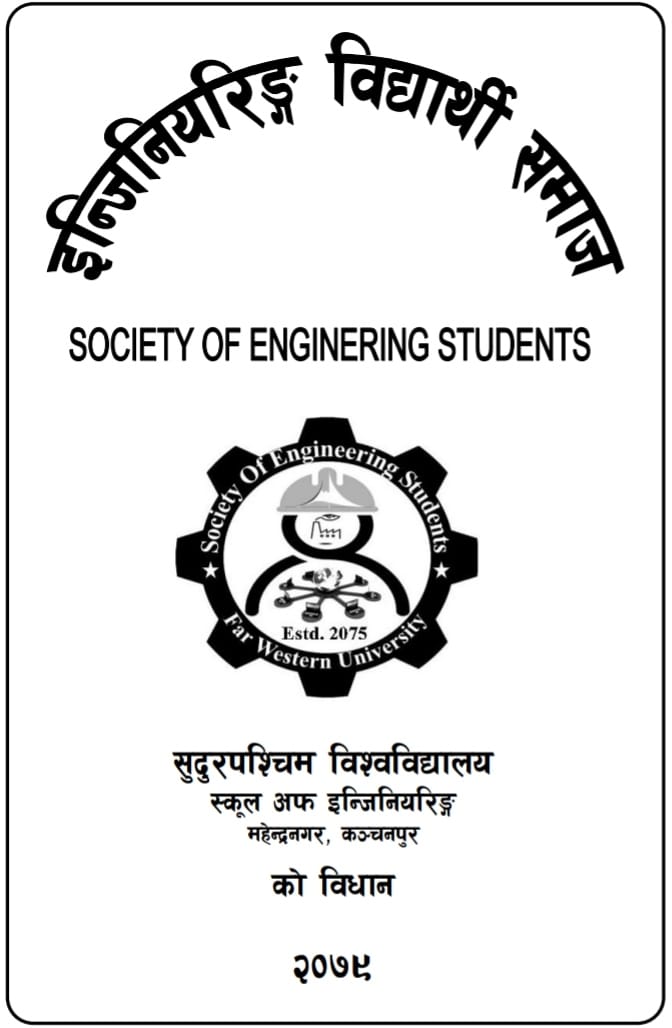 इन्जिनियरिङ्ग विद्यार्थी समाज
SOCIETY OF ENGINERING STUDENTS
Society Of Engineering Students
Estd. 2075
Far Western University
सुदुरपश्चिम विश्वविद्यालय
स्कूल अफ इन्जिनियरिङ्ग
महेन्द्रनगर, कञ्चनपुर
को विधान
२०७९